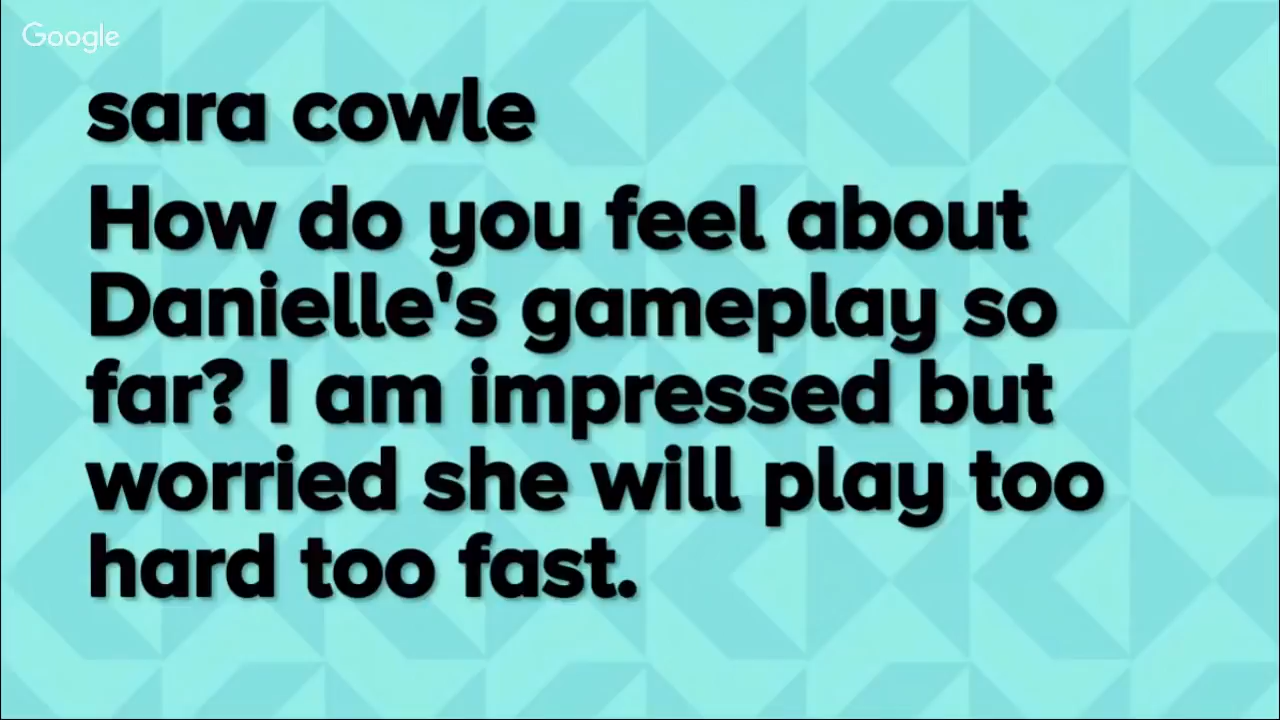 Google
sara cowle
How do you feel about
Danielle's gameplay so
far? I am impressed but
worried she will play too
hard too fast.